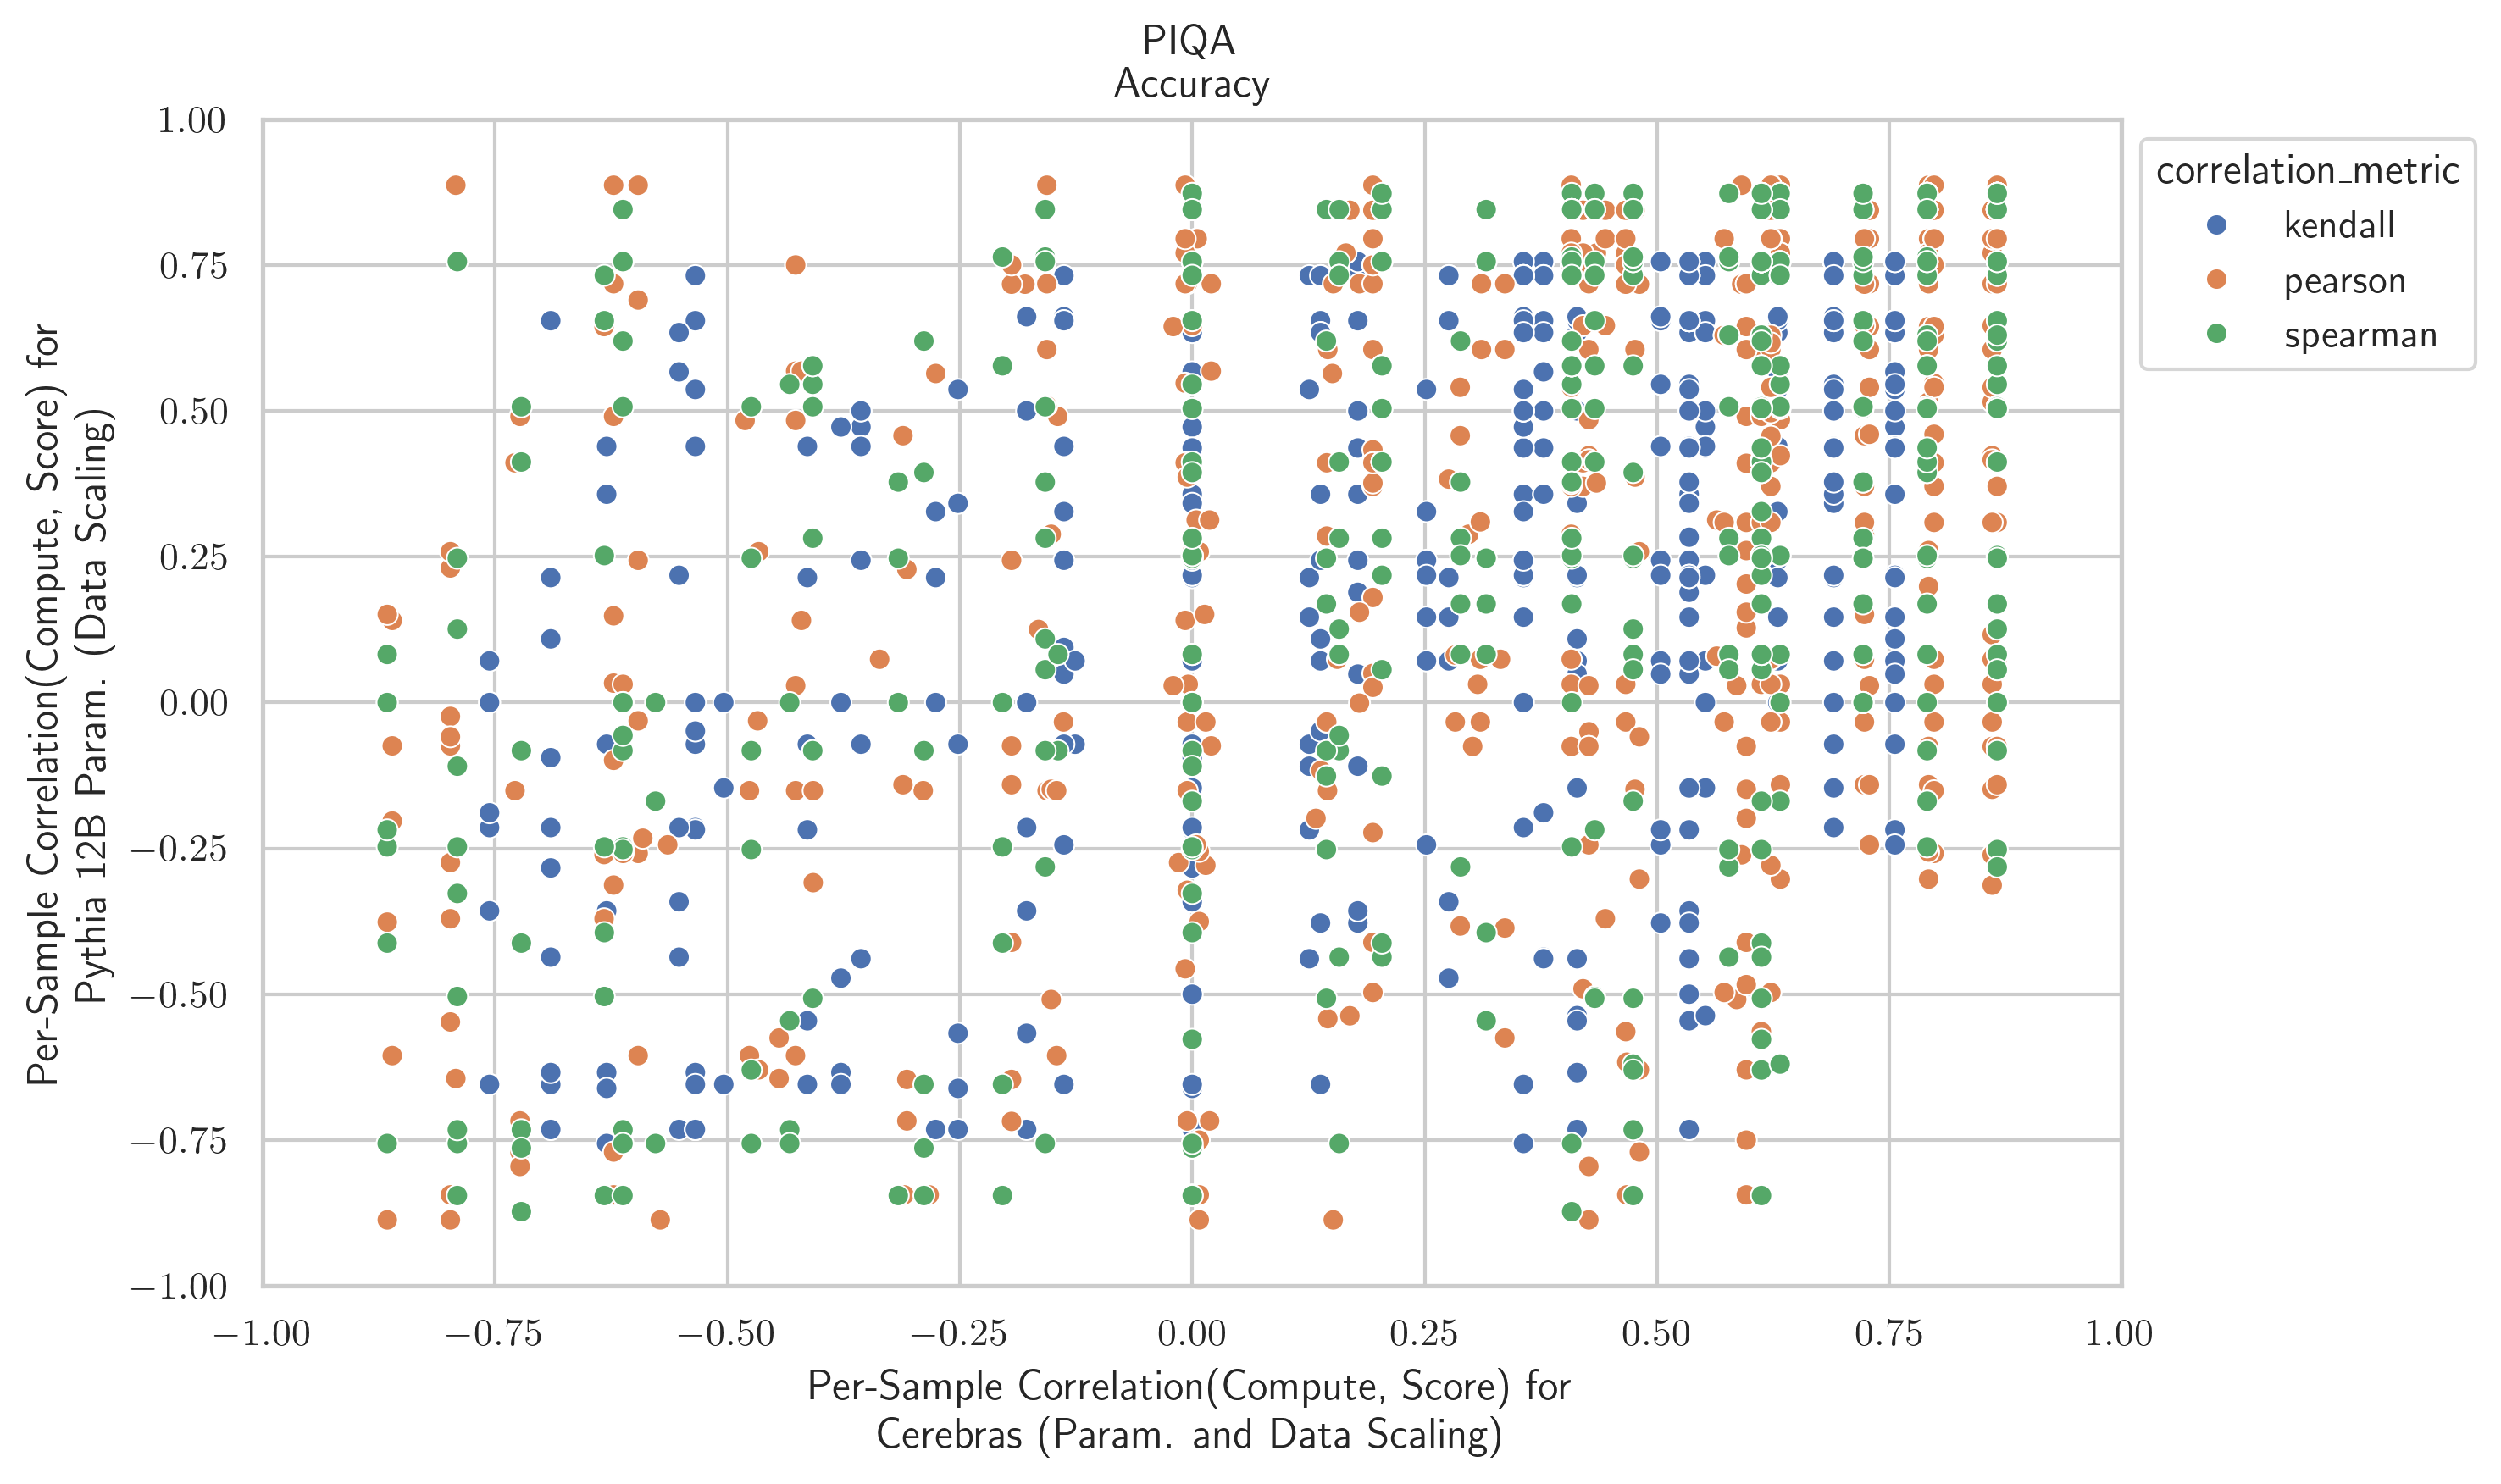 PIQA
Accuracy
Per-Sample Correlation(Compute, Score) for
Pythia 12B Param. (Data Scaling)
1.00
0.75
0.50
0.25
0.00
−0.25
−0.50
−0.75
−1.00
−1.00 −0.75 −0.50 −0.25 0.00 0.25 0.50 0.75 1.00
Per-Sample Correlation(Compute, Score) for
Cerebras (Param. and Data Scaling)
correlation_metric
kendall
pearson
spearman